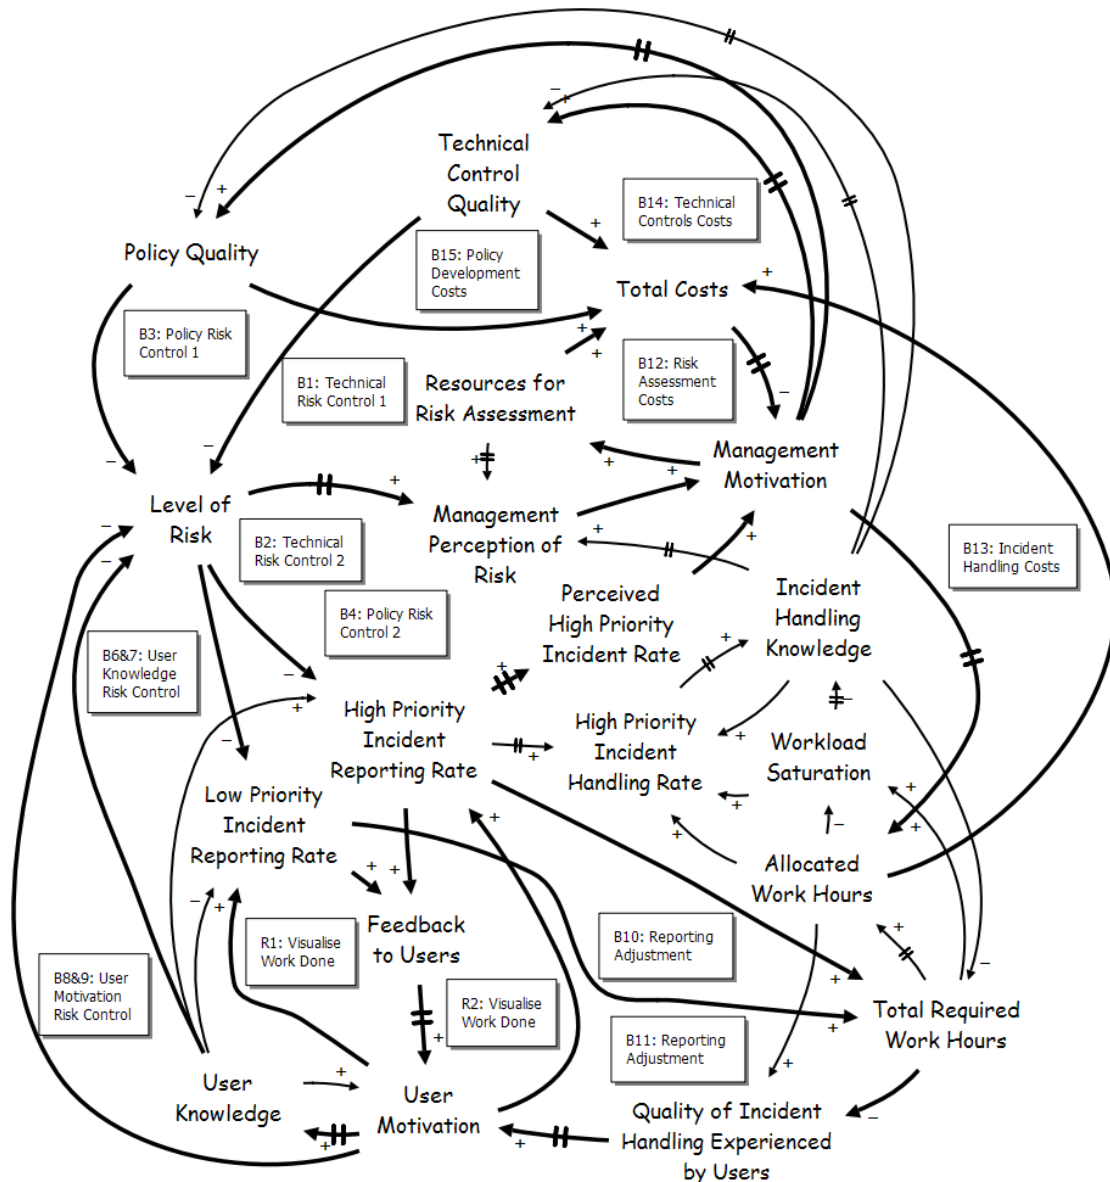 Technical
Control
Quality
B14: Technical
Controls Costs
Policy Quality
B15: Policy
Development
Costs
Total Costs
B3: Policy Risk
Control 1
B1: Technical
Risk Control 1
Resources for
Risk Assessment
B12: Risk
Assessment
Costs
Management
Motivation
Level of
Risk
B2: Technical
Risk Control 2
Management
Perception of
Risk
B13: Incident
Handling Costs
B4: Policy Risk
Control 2
Perceived
High Priority
Incident Rate
Incident
Handling
Knowledge
B6&7: User
Knowledge
Risk Control
High Priority
Incident
Reporting Rate
High Priority
Incident
Handling Rate
Workload
Saturation
Low Priority
Incident
Reporting Rate
Allocated
Work Hours
Feedback
to Users
R1: Visualise
Work Done
B10: Reporting
Adjustment
B8&9: User
Motivation
Risk Control
R2: Visualise
Work Done
Total Required
Work Hours
B11: Reporting
Adjustment
User
Knowledge
User
Motivation
Quality of Incident
Handling Experienced
by Users